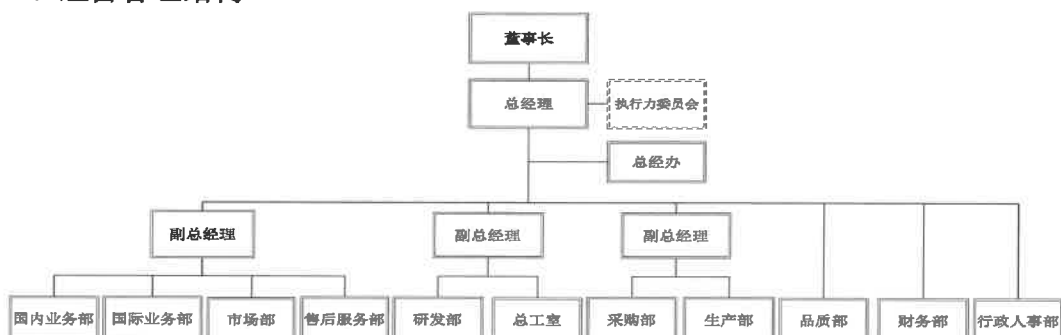 董事长
总经理
执行力委员会
总经办
副总经理
副总经理
副总经理
国内业务部
国际业务部
市场部
售后服务部
研发部
总工室
采购部
生产部
品质部
财务部
行政人事部